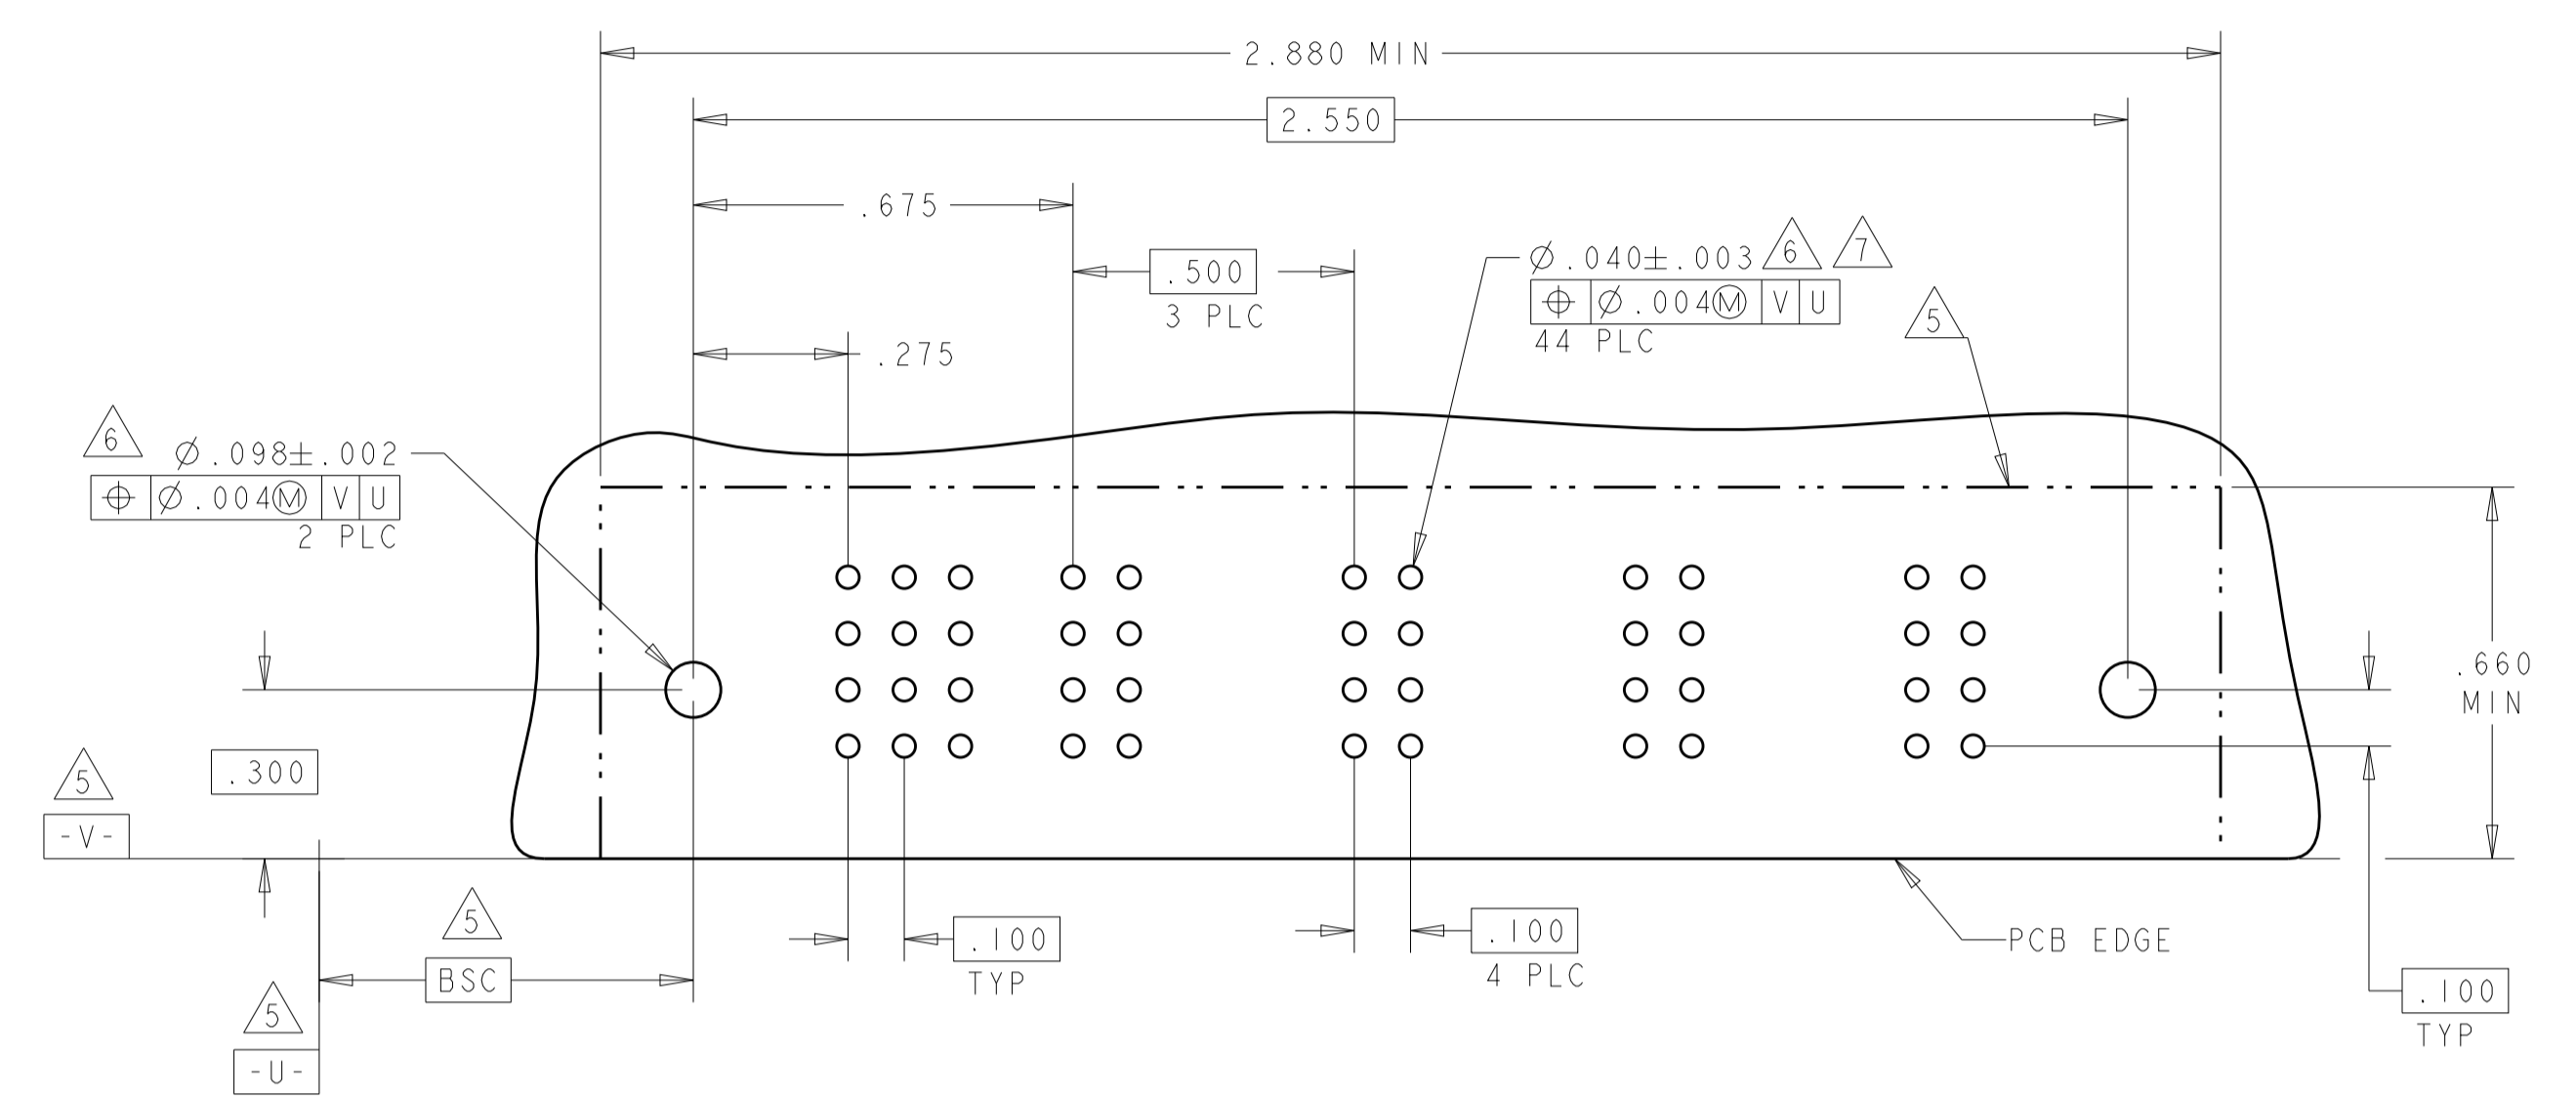 2.880 MIN
2.550
.675
.500
3 PLC
Ø.040±.003 6 7
⌖ Ø.004Ⓜ V U
44 PLC
5
.275
6 Ø.098±.002
⌖ Ø.004Ⓜ V U
2 PLC
.660
MIN
.300
5
-V-
5
BSC
5
-U-
.100
TYP
.100
4 PLC
PCB EDGE
.100
TYP